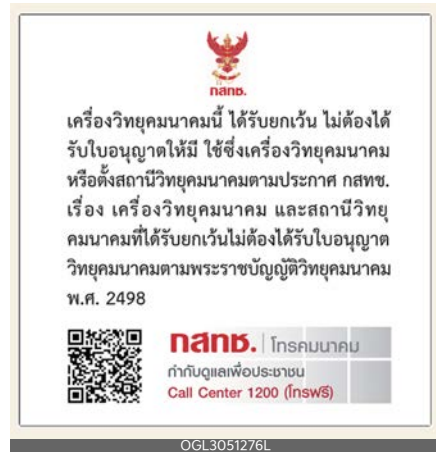 กสทช.
เครื่องวิทยุคมนาคมนี้ ได้รับยกเว้น ไม่ต้องได้
รับใบอนุญาตให้มี ใช้ซึ่งเครื่องวิทยุคมนาคม
หรือตั้งสถานีวิทยุคมนาคมตามประกาศ กสทช.
เรื่อง เครื่องวิทยุคมนาคม และสถานีวิทยุ
คมนาคมที่ได้รับยกเว้นไม่ต้องได้รับใบอนุญาต
วิทยุคมนาคมตามพระราชบัญญัติวิทยุคมนาคม
พ.ศ. 2498
กสทช. | โทรคมนาคม
กำกับดูแลเพื่อประชาชน
Call Center 1200 (โทรฟรี)
OGL3051276L